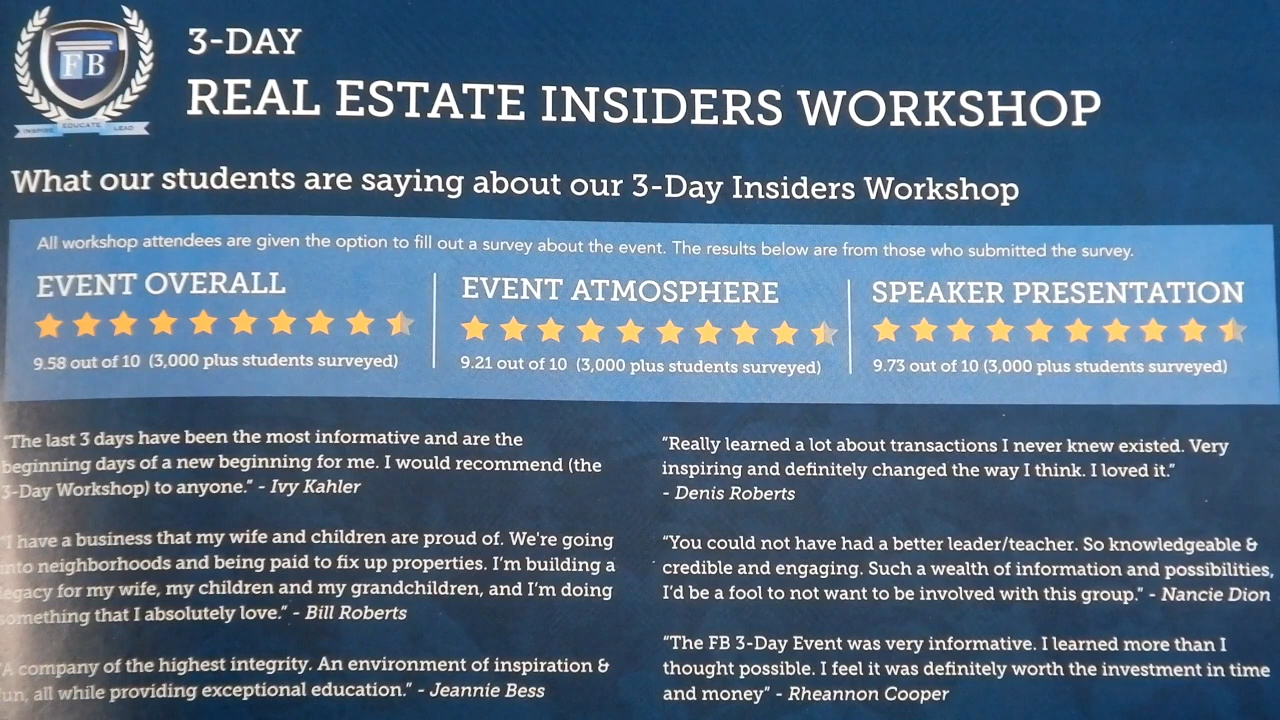 FB
INSPIRE EDUCATE LEAD
3-DAY
REAL ESTATE INSIDERS WORKSHOP
What our students are saying about our 3-Day Insiders Workshop
All workshop attendees are given the option to fill out a survey about the event. The results below are from those who submitted the survey.
EVENT OVERALL
9.58 out of 10 (3,000 plus students surveyed)
EVENT ATMOSPHERE
9.21 out of 10 (3,000 plus students surveyed)
SPEAKER PRESENTATION
9.73 out of 10 (3,000 plus students surveyed)
"The last 3 days have been the most informative and are the
beginning days of a new beginning for me. I would recommend (the
3-Day Workshop) to anyone." - Ivy Kahler
"I have a business that my wife and children are proud of. We're going
into neighborhoods and being paid to fix up properties. I'm building a
legacy for my wife, my children and my grandchildren, and I'm doing
something that I absolutely love." - Bill Roberts
"A company of the highest integrity. An environment of inspiration &
fun, all while providing exceptional education." - Jeannie Bess
"Really learned a lot about transactions I never knew existed. Very
inspiring and definitely changed the way I think. I loved it."
- Denis Roberts
"You could not have had a better leader/teacher. So knowledgeable &
credible and engaging. Such a wealth of information and possibilities,
I'd be a fool to not want to be involved with this group." - Nancie Dion
"The FB 3-Day Event was very informative. I learned more than I
thought possible. I feel it was definitely worth the investment in time
and money" - Rheannon Cooper